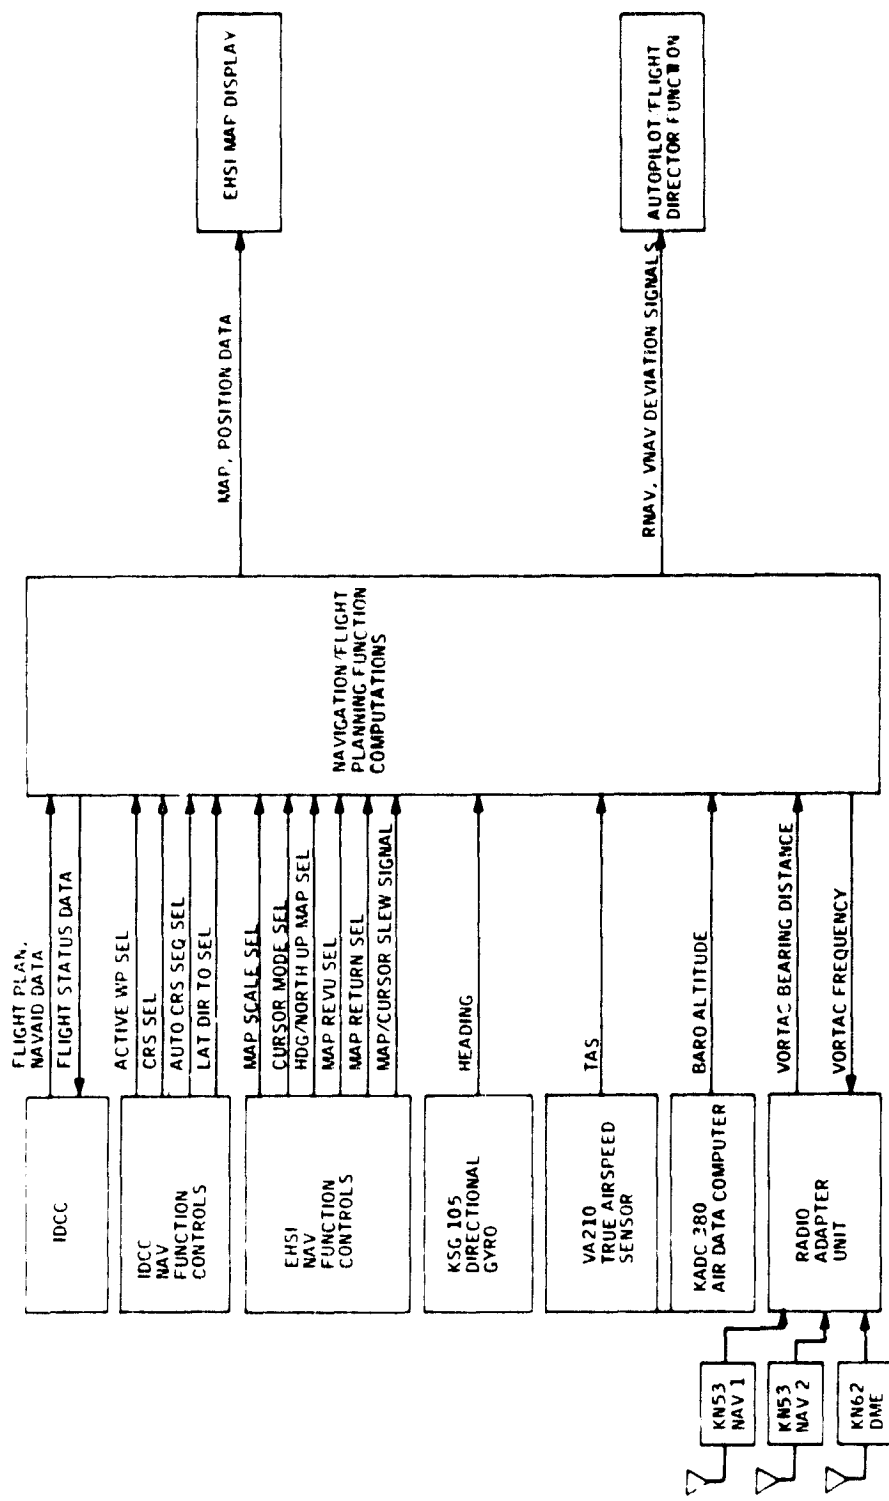 IDCC
IDCC
NAV
FUNCTION
CONTROLS
EHSI
NAV
FUNCTION
CONTROLS
KSG 105
DIRECTIONAL
GYRO
VA210
TRUE AIRSPEED
SENSOR
KADC 380
AIR DATA COMPUTER
RADIO
ADAPTER
UNIT
KN53
NAV 1
KN53
NAV 2
KN62
DME
FLIGHT PLAN,
NAVAID DATA
FLIGHT STATUS DATA
ACTIVE WP SEL
CRS SEL
AUTO CRS SEQ SEL
LAT DIR TO SEL
MAP SCALE SEL
CURSOR MODE SEL
HDG/NORTH UP MAP SEL
MAP REVU SEL
MAP RETURN SEL
MAP/CURSOR SLEW SIGNAL
HEADING
TAS
BARO ALTITUDE
VORTAC BEARING DISTANCE
VORTAC FREQUENCY
NAVIGATION/FLIGHT
PLANNING FUNCTION
COMPUTATIONS
MAP, POSITION DATA
RNAV, VNAV DEVIATION SIGNALS
EHSI MAP DISPLAY
AUTOPILOT/FLIGHT
DIRECTOR FUNCTION